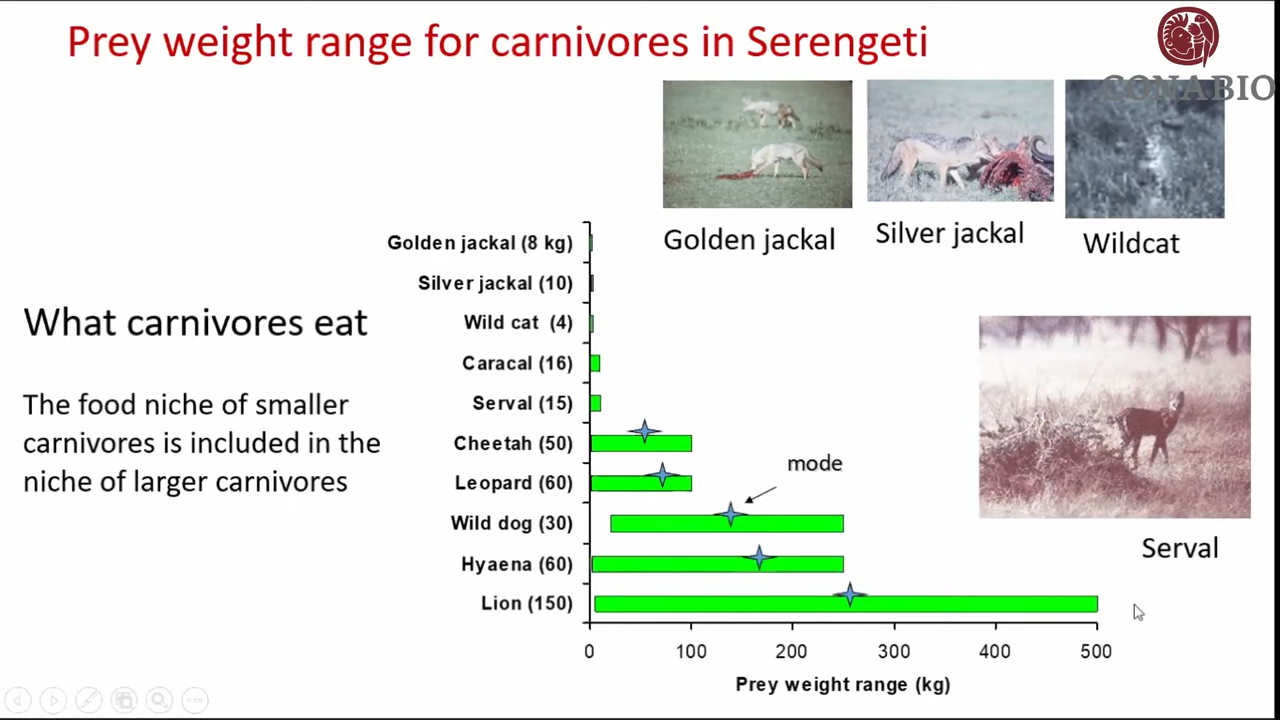 Prey weight range for carnivores in Serengeti
CONABIO
Golden jackal
Silver jackal
Wildcat
What carnivores eat
The food niche of smaller
carnivores is included in the
niche of larger carnivores
Golden jackal (8 kg)
Silver jackal (10)
Wild cat (4)
Caracal (16)
Serval (15)
Cheetah (50)
Leopard (60)
Wild dog (30)
Hyaena (60)
Lion (150)
mode
Serval
0 100 200 300 400 500
Prey weight range (kg)